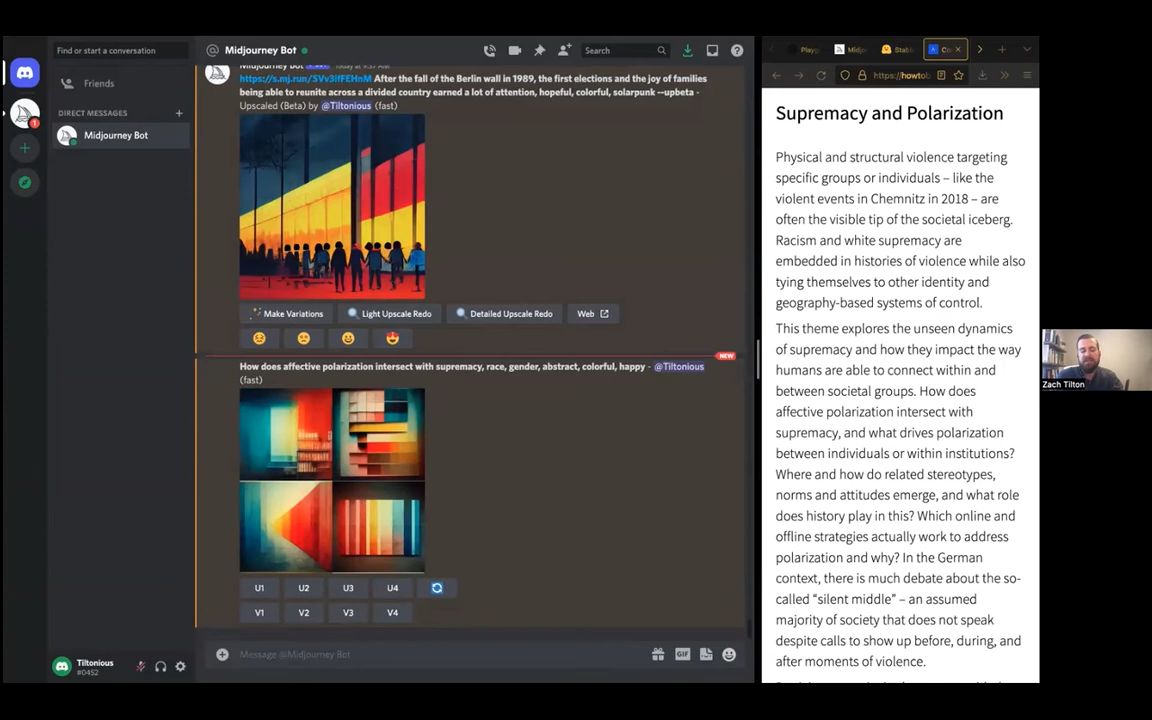 Find or start a conversation
Friends
DIRECT MESSAGES
Midjourney Bot
Tiltonious
#0452
@ Midjourney Bot
Search
https://s.mj.run/SVv3ifFEHnM After the fall of the Berlin wall in 1989, the first elections and the joy of families
being able to reunite across a divided country earned a lot of attention, hopeful, colorful, solarpunk --upbeta -
Upscaled (Beta) by @Tiltonious (fast)
Make Variations
Light Upscale Redo
Detailed Upscale Redo
Web
NEW
How does affective polarization intersect with supremacy, race, gender, abstract, colorful, happy - @Tiltonious
(fast)
U1 U2 U3 U4
V1 V2 V3 V4
Message @Midjourney Bot
GIF
1
Midjo
Stabl
Co
https://howtob
Supremacy and Polarization
Physical and structural violence targeting
specific groups or individuals – like the
violent events in Chemnitz in 2018 – are
often the visible tip of the societal iceberg.
Racism and white supremacy are
embedded in histories of violence while also
tying themselves to other identity and
geography-based systems of control.
This theme explores the unseen dynamics
of supremacy and how they impact the way
humans are able to connect within and
between societal groups. How does
affective polarization intersect with
supremacy, and what drives polarization
between individuals or within institutions?
Where and how do related stereotypes,
norms and attitudes emerge, and what role
does history play in this? Which online and
offline strategies actually work to address
polarization and why? In the German
context, there is much debate about the so-
called “silent middle” – an assumed
majority of society that does not speak
despite calls to show up before, during, and
after moments of violence.
Zach Tilton